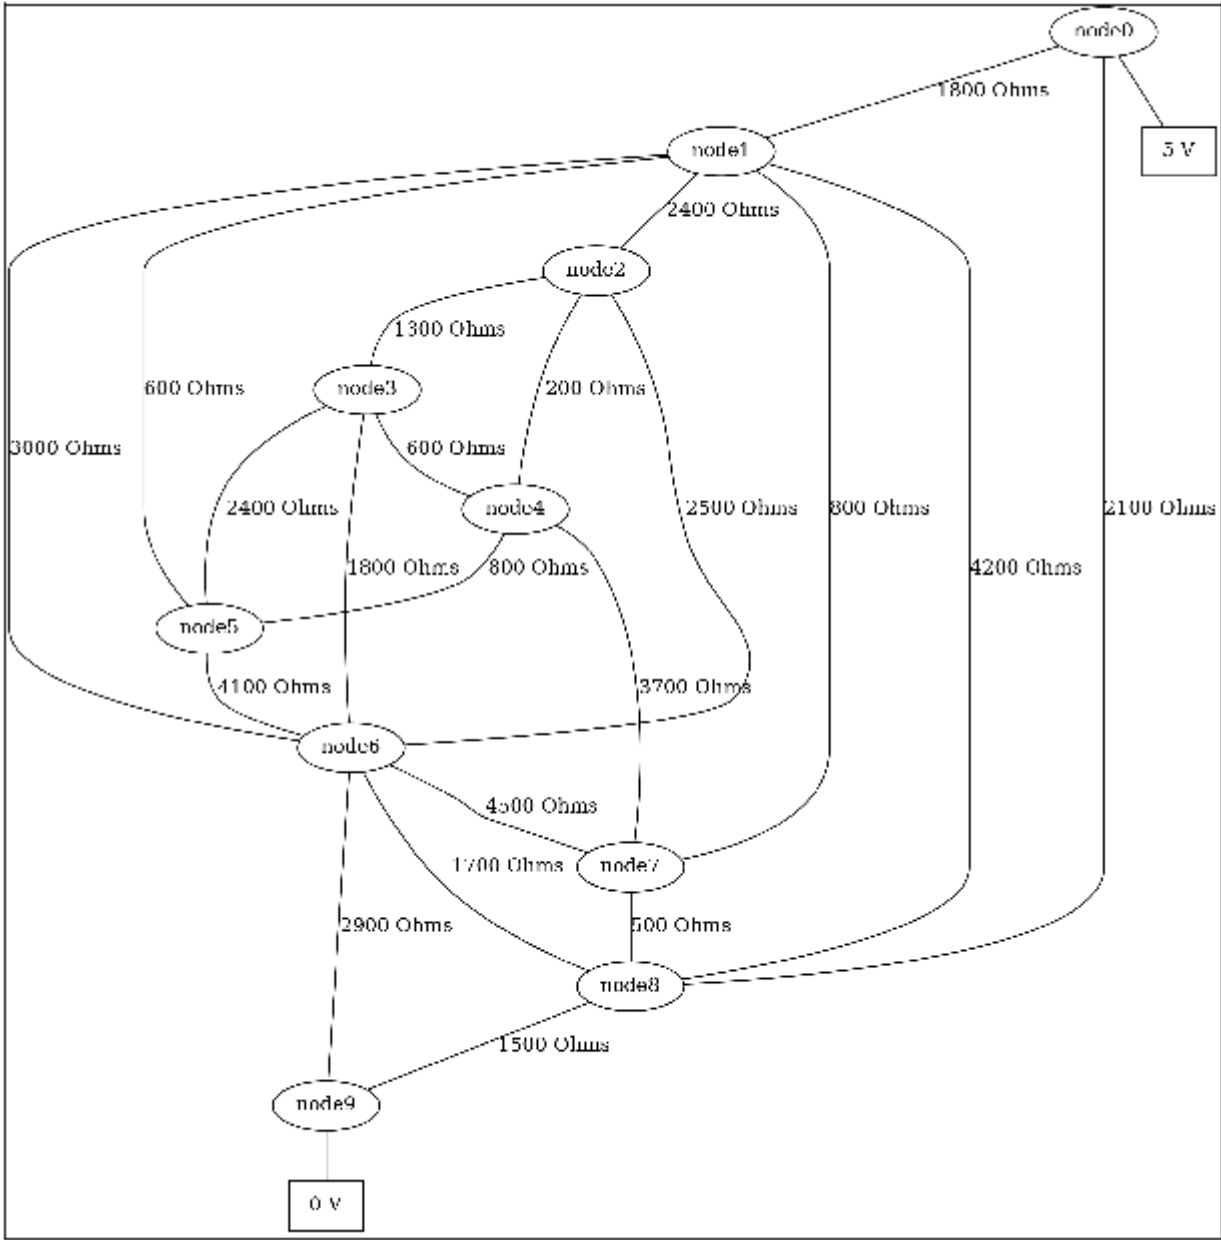 node0
1800 Ohms
node1
5 V
2400 Ohms
node2
1300 Ohms
600 Ohms
node3
200 Ohms
3000 Ohms
600 Ohms
2400 Ohms
node4
2500 Ohms
800 Ohms
2100 Ohms
1800 Ohms
800 Ohms
4200 Ohms
node5
4100 Ohms
3700 Ohms
node6
4500 Ohms
1700 Ohms
node7
2900 Ohms
500 Ohms
node8
1500 Ohms
node9
0 V